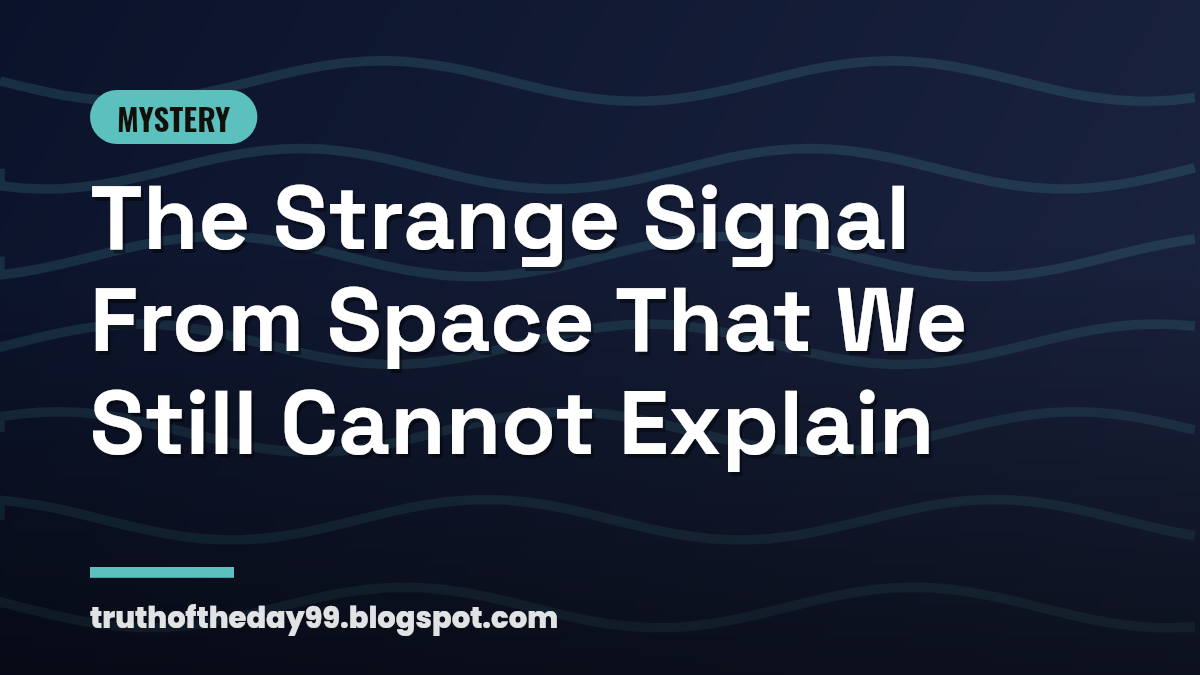 MYSTERY
The Strange Signal
From Space That We
Still Cannot Explain
truthoftheday99.blogspot.com